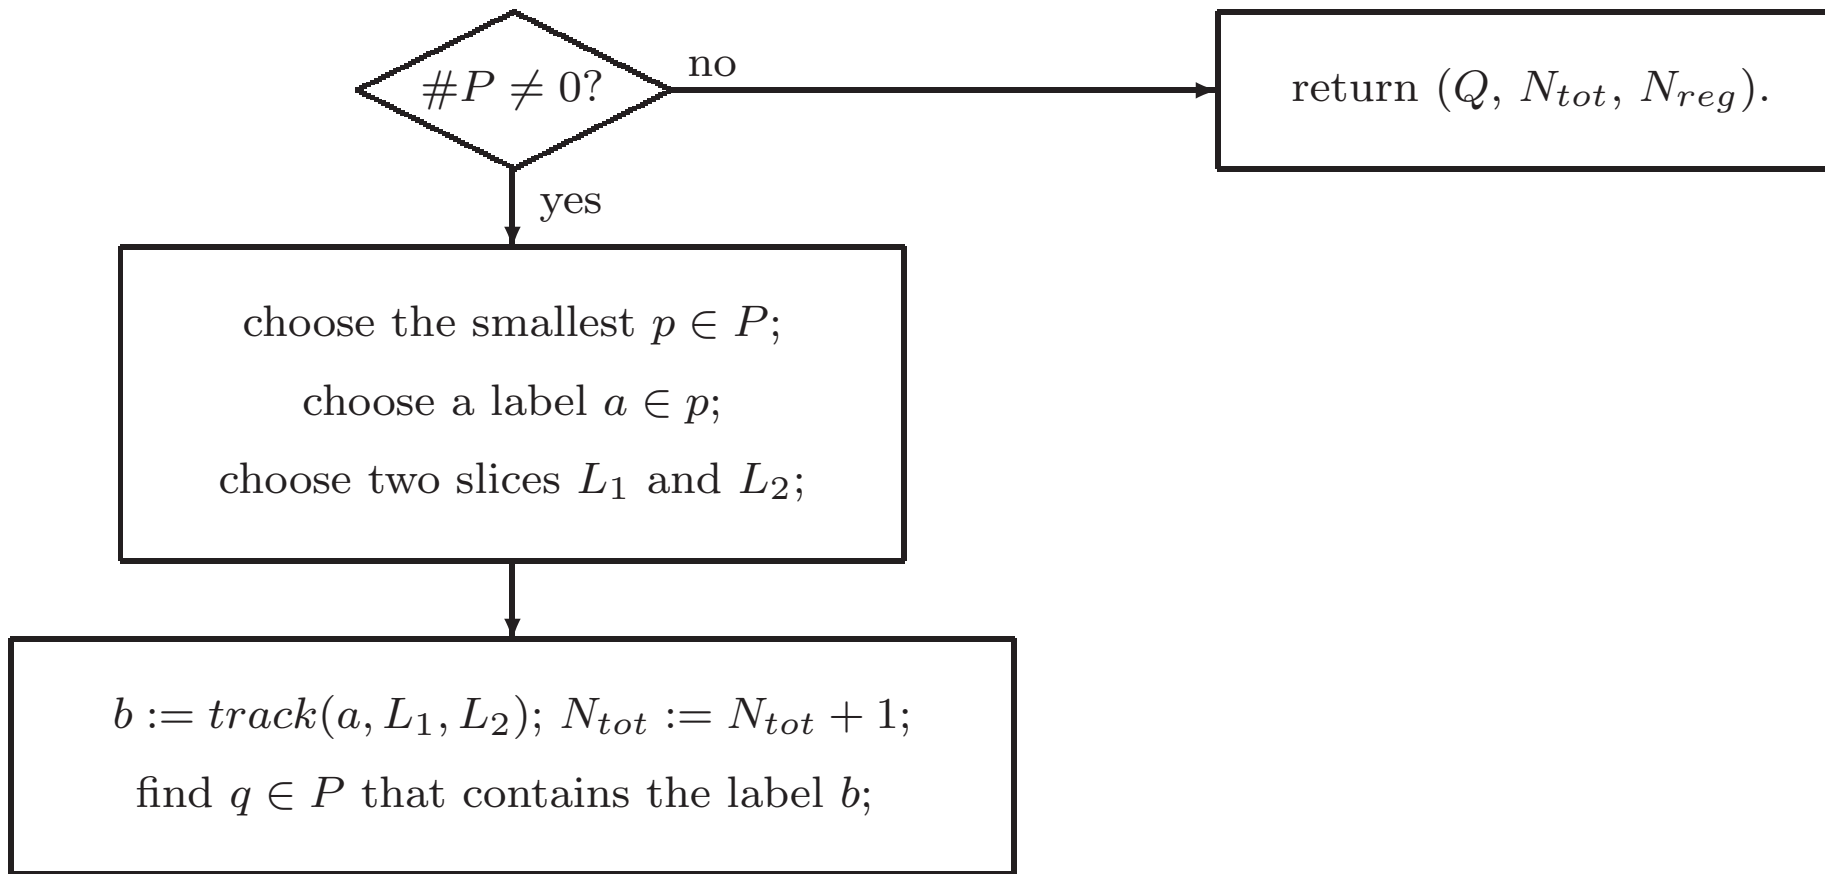 #P ≠ 0?
no
return (Q, N_tot, N_reg).
yes
choose the smallest p ∈ P;
choose a label a ∈ p;
choose two slices L_1 and L_2;
b := track(a, L_1, L_2); N_tot := N_tot + 1;
find q ∈ P that contains the label b;